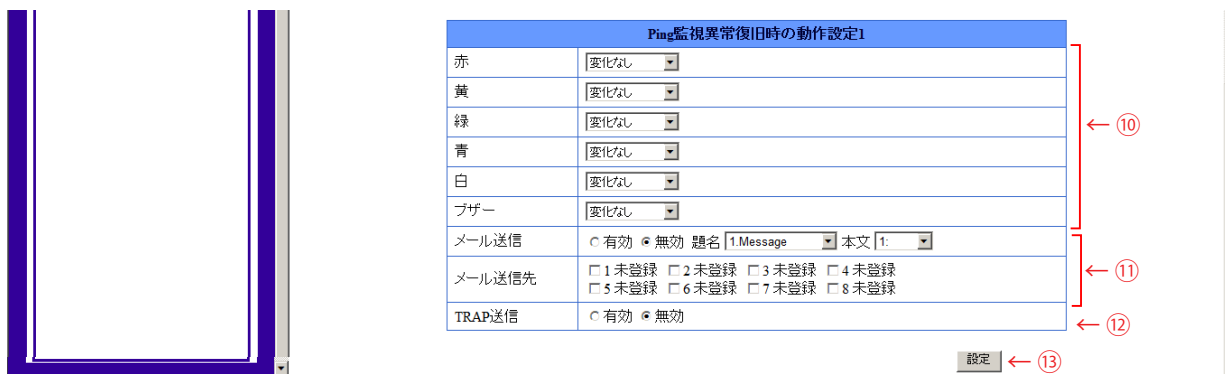 Ping監視異常復旧時の動作設定1
赤 変化なし
黄 変化なし
緑 変化なし ← ⑩
青 変化なし
白 変化なし
ブザー 変化なし
メール送信 有効 無効 題名 1.Message 本文 1:
メール送信先 1 未登録 2 未登録 3 未登録 4 未登録 ← ⑪
5 未登録 6 未登録 7 未登録 8 未登録
TRAP送信 有効 無効 ← ⑫
設定 ← ⑬